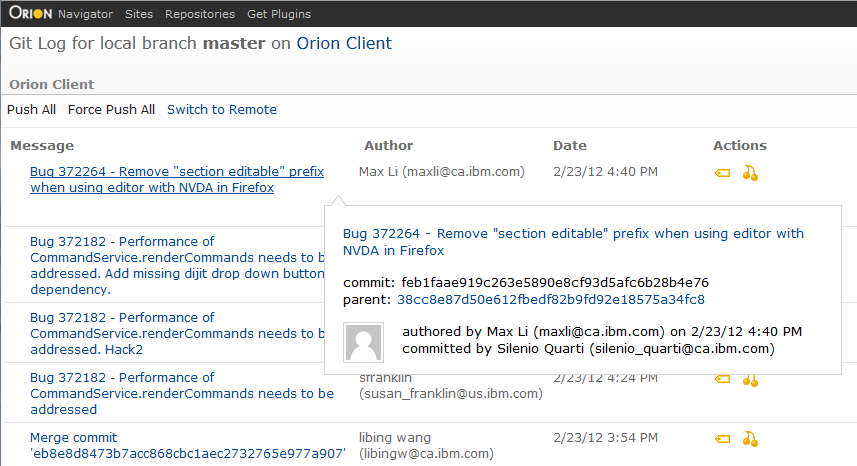 ORION Navigator Sites Repositories Get Plugins
Git Log for local branch master on Orion Client
Orion Client
Push All Force Push All Switch to Remote
Message Author Date Actions
Bug 372264 - Remove "section editable" prefix Max Li (maxli@ca.ibm.com) 2/23/12 4:40 PM
when using editor with NVDA in Firefox
Bug 372264 - Remove "section editable" prefix when using editor with
NVDA in Firefox
commit: feb1faae919c263e5890e8cf93d5afc6b28b4e76
parent: 38cc8e87d50e612fbedf82b9fd92e18575a34fc8
authored by Max Li (maxli@ca.ibm.com) on 2/23/12 4:40 PM
committed by Silenio Quarti (silenio_quarti@ca.ibm.com)
Bug 372182 - Performance of
CommandService.renderCommands needs to be
addressed. Add missing dijit drop down button
dependency.
Bug 372182 - Performance of
CommandService.renderCommands needs to be
addressed. Hack2
Bug 372182 - Performance of sfranklin 2/23/12 4:24 PM
CommandService.renderCommands needs to be (susan_franklin@us.ibm.com)
addressed
Merge commit libing wang 2/23/12 3:54 PM
'eb8e8d8473b7acc868cbc1aec2732765e977a907' (libingw@ca.ibm.com)